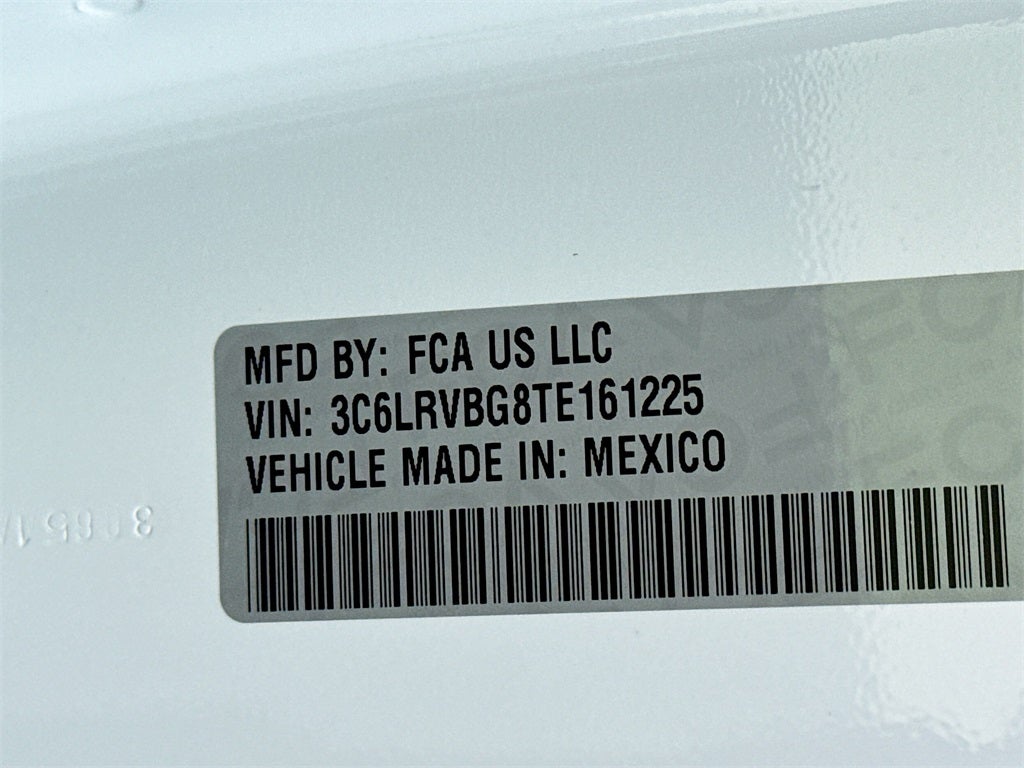 MFD BY: FCA US LLC
VIN: 3C6LRVBG8TE161225
VEHICLE MADE IN: MEXICO